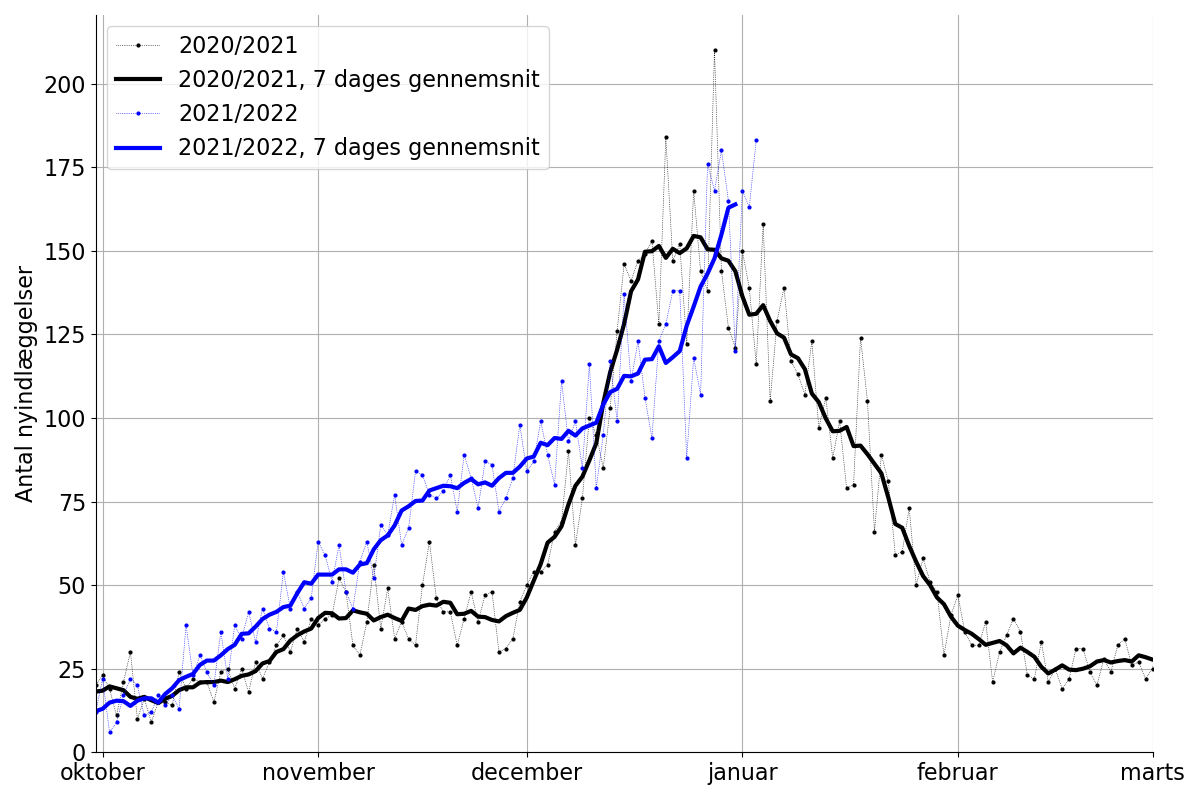 2020/2021
2020/2021, 7 dages gennemsnit
2021/2022
2021/2022, 7 dages gennemsnit
Antal nyindlæggelser
200
175
150
125
100
75
50
25
0
oktober november december januar februar marts